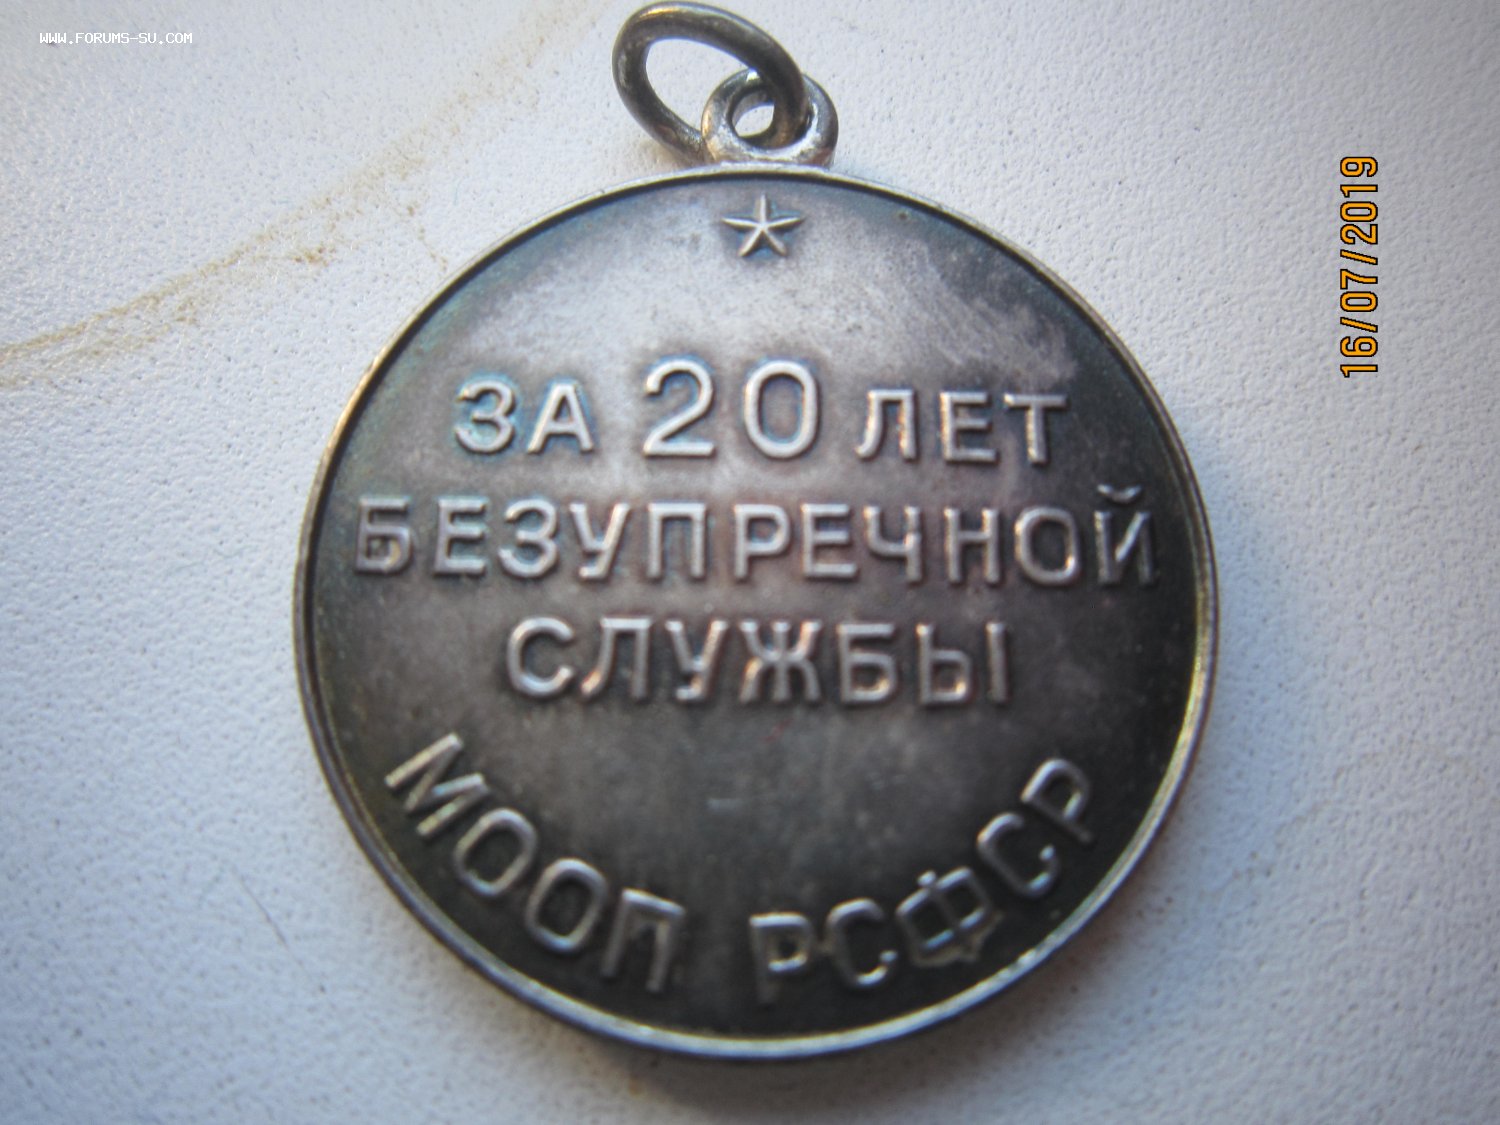 WWW.FORUMS-SU.COM
16/07/2019
ЗА 20 ЛЕТ
БЕЗУПРЕЧНОЙ
СЛУЖБЫ
МООП РСФСР